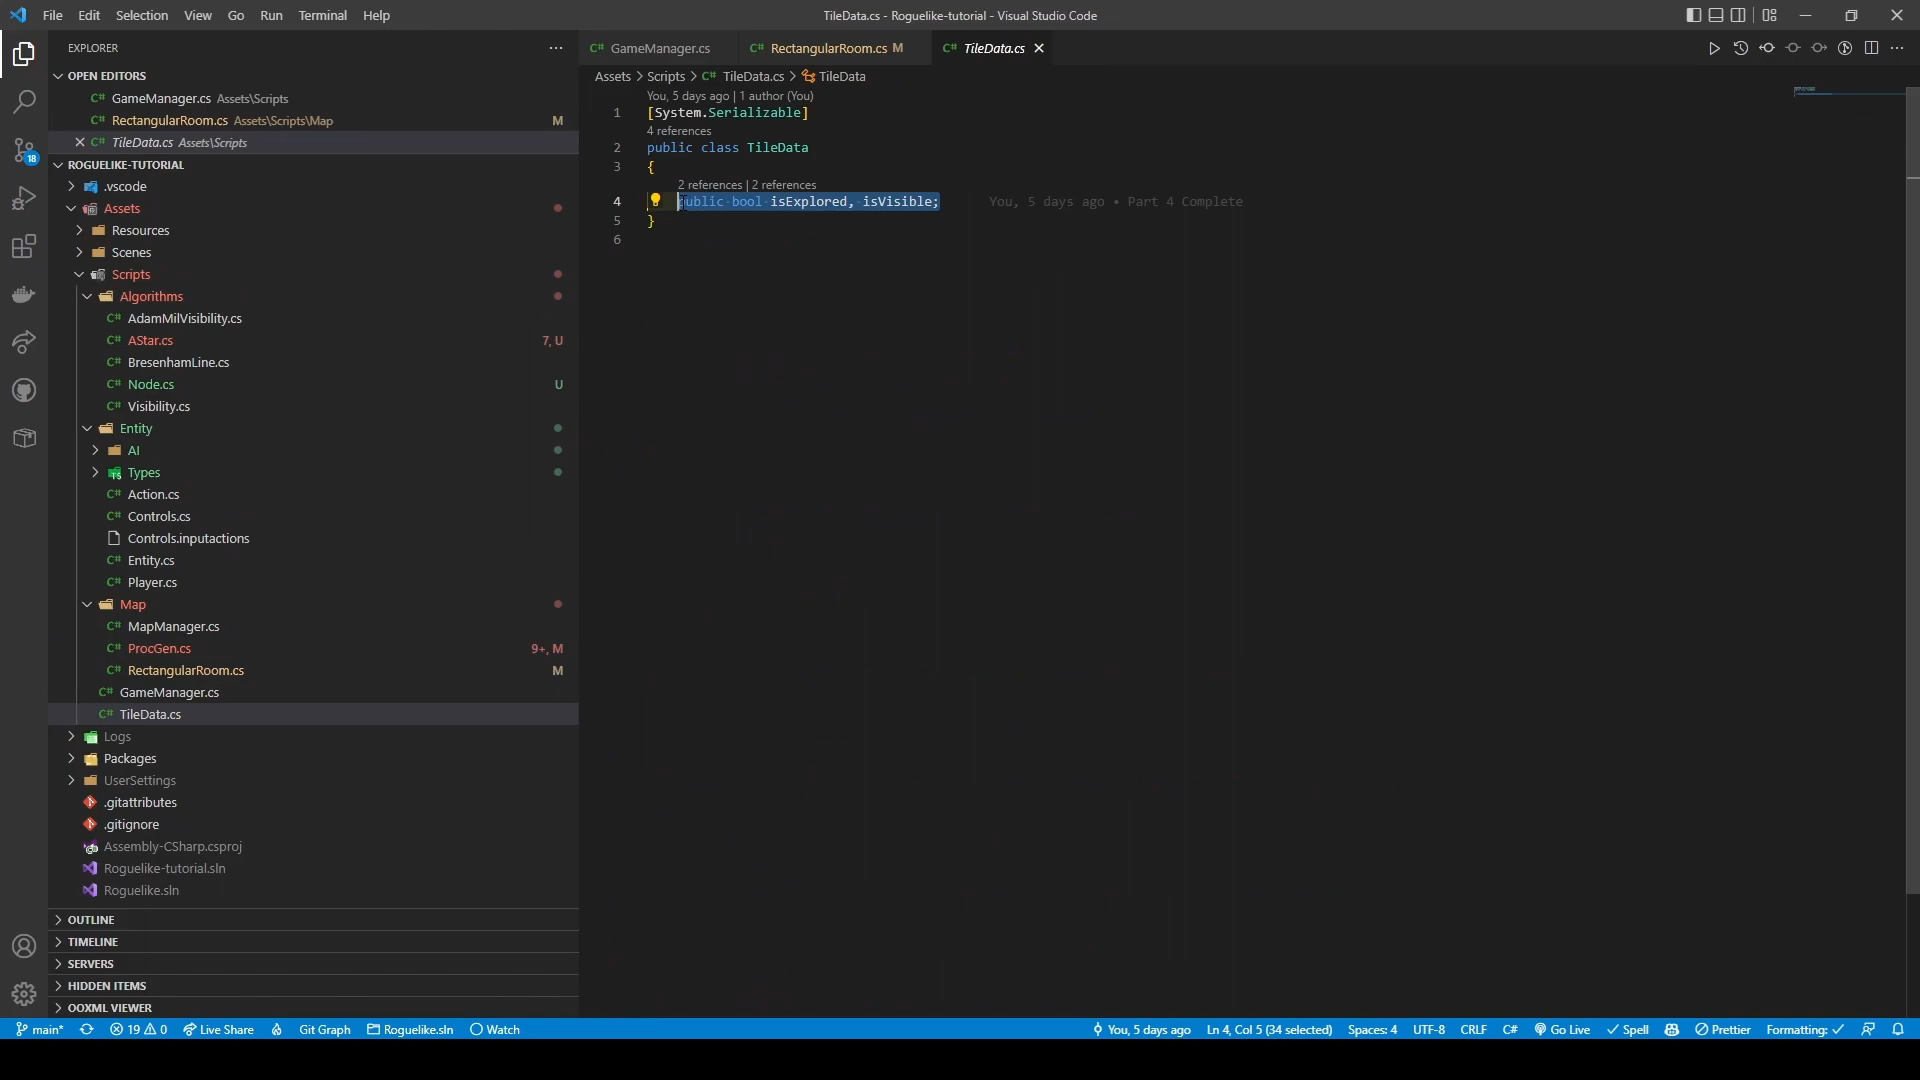 File Edit Selection View Go Run Terminal Help
TileData.cs - Roguelike-tutorial - Visual Studio Code
EXPLORER
OPEN EDITORS
C# GameManager.cs Assets\Scripts
C# RectangularRoom.cs Assets\Scripts\Map M
C# TileData.cs Assets\Scripts
ROGUELIKE-TUTORIAL
.vscode
Assets
Resources
Scenes
Scripts
Algorithms
C# AdamMilVisibility.cs
C# AStar.cs 7, U
C# BresenhamLine.cs
C# Node.cs U
C# Visibility.cs
Entity
AI
TS Types
C# Action.cs
C# Controls.cs
Controls.inputactions
C# Entity.cs
C# Player.cs
Map
C# MapManager.cs
C# ProcGen.cs 9+, M
C# RectangularRoom.cs M
C# GameManager.cs
C# TileData.cs
Logs
Packages
UserSettings
.gitattributes
.gitignore
Assembly-CSharp.csproj
Roguelike-tutorial.sln
Roguelike.sln
OUTLINE
TIMELINE
SERVERS
HIDDEN ITEMS
OOXML VIEWER
18
C# GameManager.cs C# RectangularRoom.cs M C# TileData.cs
Assets > Scripts > C# TileData.cs > TileData
You, 5 days ago | 1 author (You)
1 [System.Serializable]
4 references
2 public class TileData
3 {
2 references | 2 references
4 public bool isExplored, isVisible; You, 5 days ago • Part 4 Complete
5 }
6
main* 19 0 Live Share Git Graph Roguelike.sln Watch
You, 5 days ago Ln 4, Col 5 (34 selected) Spaces: 4 UTF-8 CRLF C# Go Live Spell Prettier Formatting: